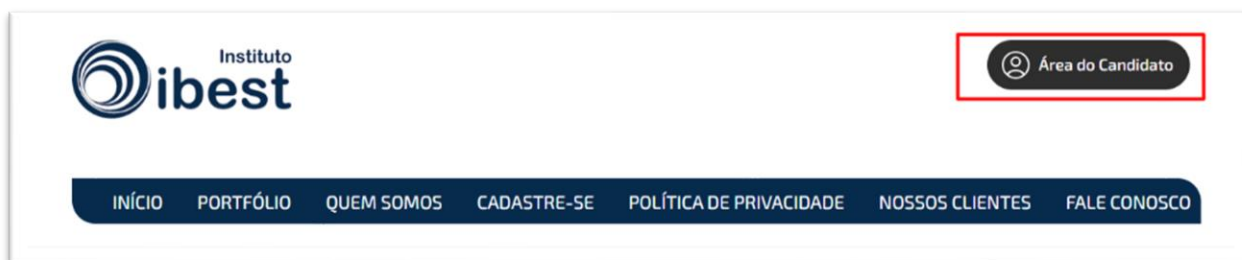 Instituto
ibest
Área do Candidato
INÍCIO PORTFÓLIO QUEM SOMOS CADASTRE-SE POLÍTICA DE PRIVACIDADE NOSSOS CLIENTES FALE CONOSCO